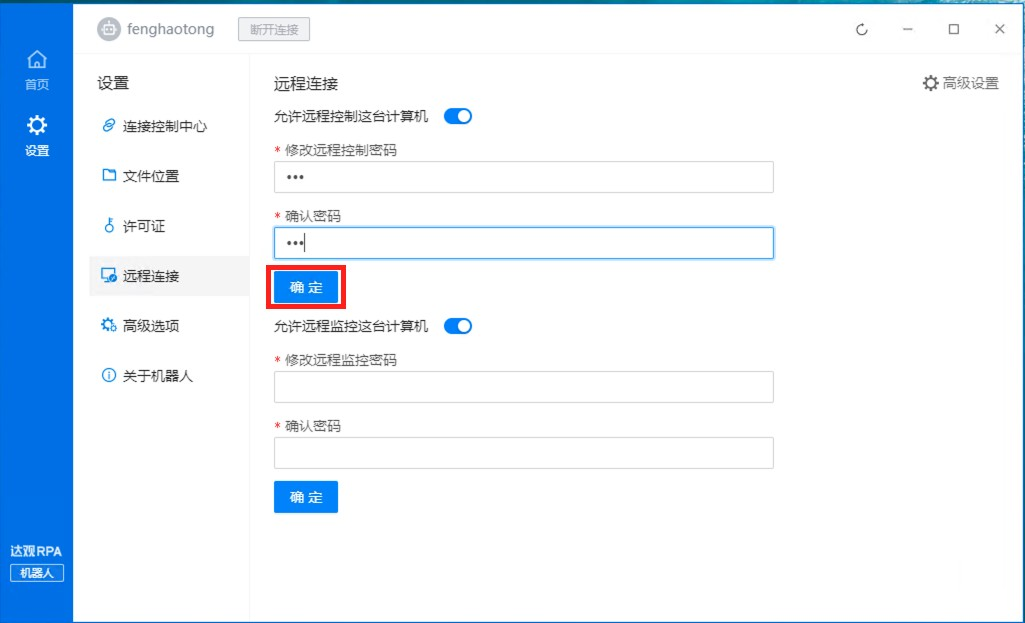 fenghaotong
断开连接
首页
设置
达观RPA
机器人
设置
连接控制中心
文件位置
许可证
远程连接
高级选项
关于机器人
远程连接
高级设置
允许远程控制这台计算机
* 修改远程控制密码
•••
* 确认密码
•••
确 定
允许远程监控这台计算机
* 修改远程监控密码
* 确认密码
确 定